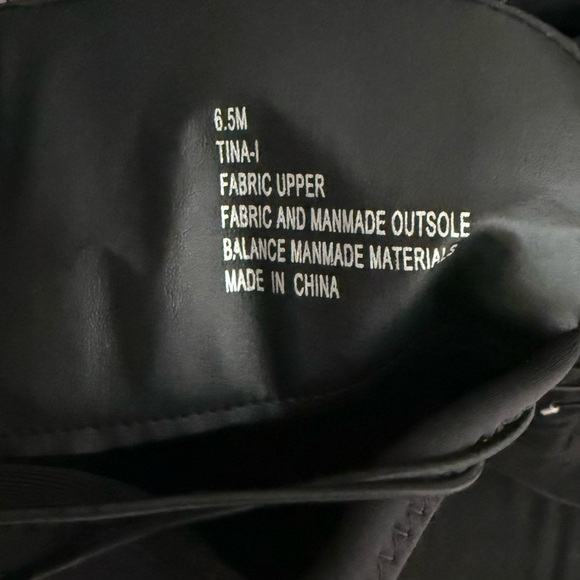 6.5M
TINA-I
FABRIC UPPER
FABRIC AND MANMADE OUTSOLE
BALANCE MANMADE MATERIALS
MADE IN CHINA